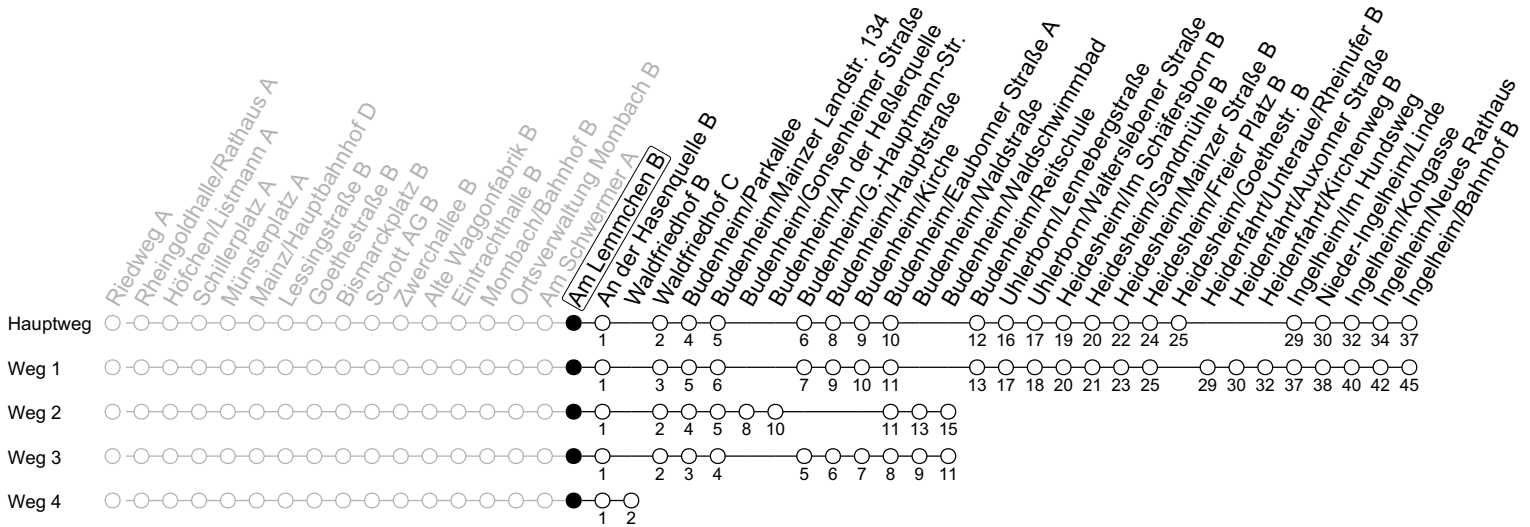 Riedweg A
Rheingoldhalle/Rathaus A
Höfchen/Listmann A
Schillerplatz A
Münsterplatz A
Mainz/Hauptbahnhof D
Lessingstraße B
Goethestraße B
Bismarckplatz B
Schott AG B
Zwerchallee B
Alte Waggonfabrik B
Eintrachthalle B
Mombach/Bahnhof B
Ortsverwaltung Mombach B
Am Schwermer A
Am Lemmchen B
An der Hasenquelle B
Waldfriedhof B
Waldfriedhof C
Budenheim/Parkallee
Budenheim/Mainzer Landstr. 134
Budenheim/Gonsenheimer Straße
Budenheim/An der Heßlerquelle
Budenheim/G.-Hauptmann-Str.
Budenheim/Hauptstraße
Budenheim/Kirche
Budenheim/Eaubonner Straße A
Budenheim/Waldstraße
Budenheim/Waldschwimmbad
Budenheim/Reitschule
Uhlerborn/Lennebergstraße
Uhlerborn/Walterslebener Straße
Heidesheim/Im Schäfersborn B
Heidesheim/Sandmühle B
Heidesheim/Mainzer Straße B
Heidesheim/Freier Platz B
Heidesheim/Goethestr. B
Heidenfahrt/Unteraue/Rheinufer B
Heidenfahrt/Auxonner Straße
Heidenfahrt/Kirchenweg B
Ingelheim/Im Hundsweg
Nieder-Ingelheim/Linde
Ingelheim/Kohgasse
Ingelheim/Neues Rathaus
Ingelheim/Bahnhof B
Hauptweg
1 2 4 5 6 8 9 10 12 16 17 19 20 22 24 25 29 30 32 34 37
Weg 1
1 3 5 6 7 9 10 11 13 17 18 20 21 23 25 29 30 32 37 38 40 42 45
Weg 2
1 2 4 5 8 10 11 13 15
Weg 3
1 2 3 4 5 6 7 8 9 11
Weg 4
1 2